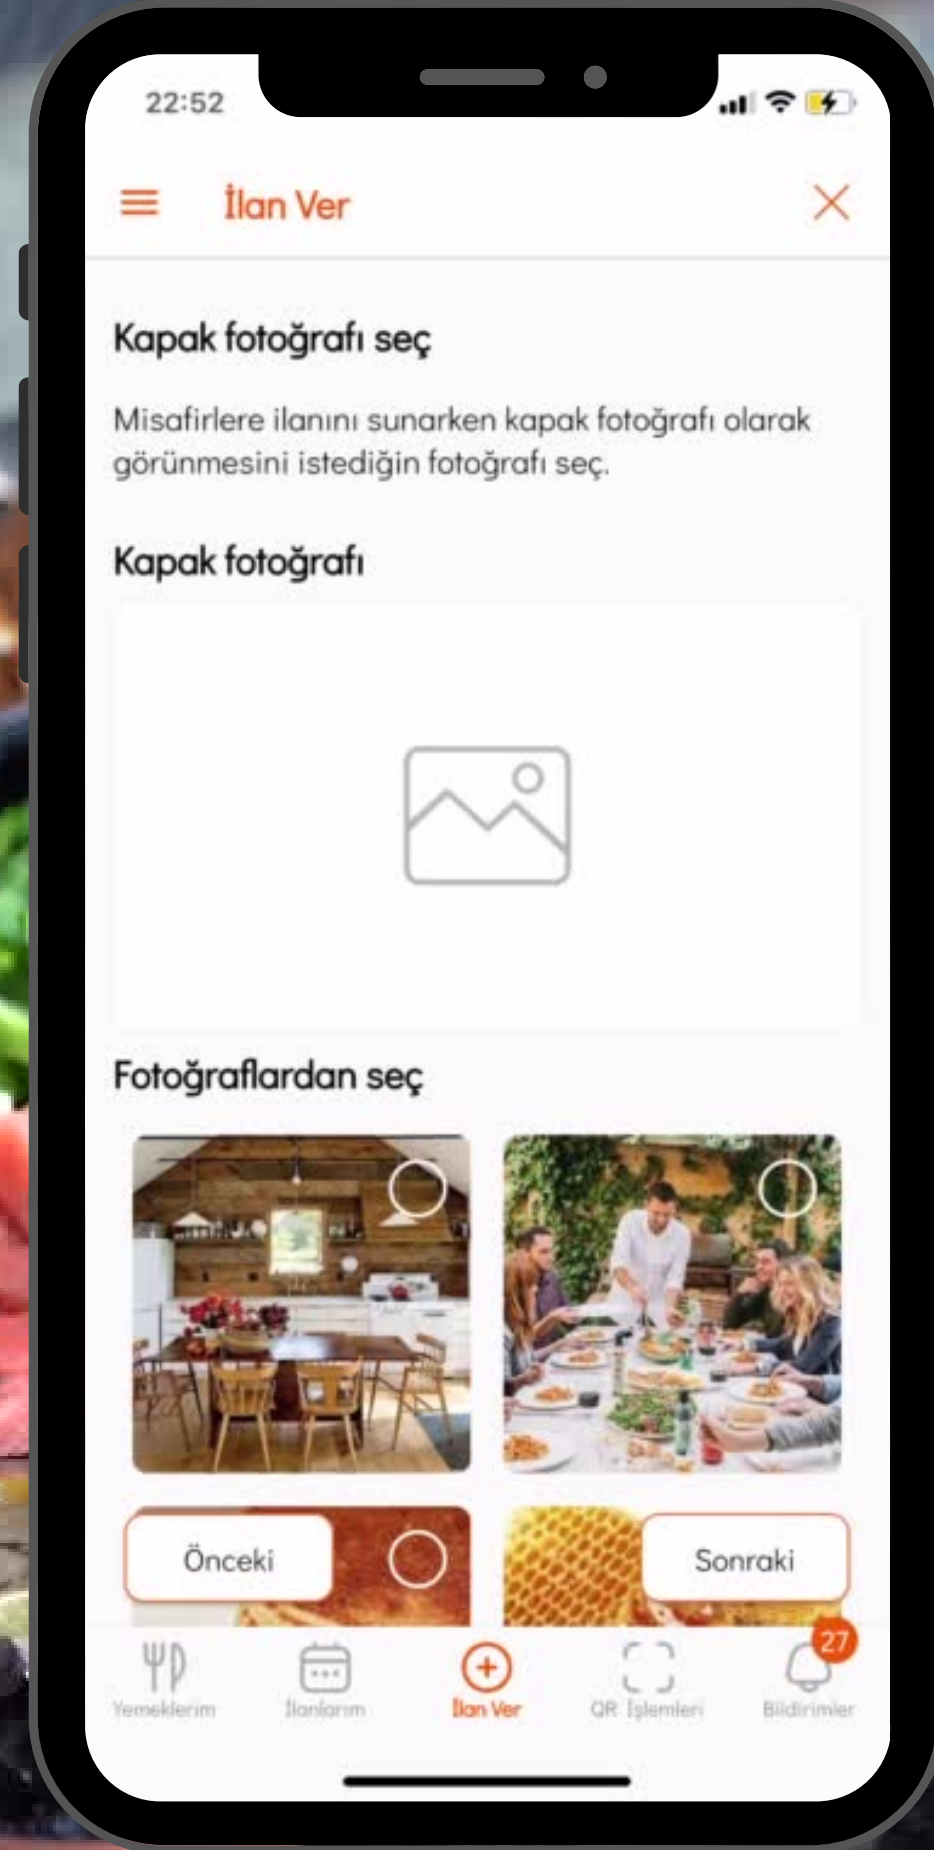 22:52
İlan Ver
Kapak fotoğrafı seç
Misafirlere ilanını sunarken kapak fotoğrafı olarak
görünmesini istediğin fotoğrafı seç.
Kapak fotoğrafı
Fotoğraflardan seç
Önceki
Sonraki
27
Yemeklerim
İlanlarım
İlan Ver
QR İşlemleri
Bildirimler